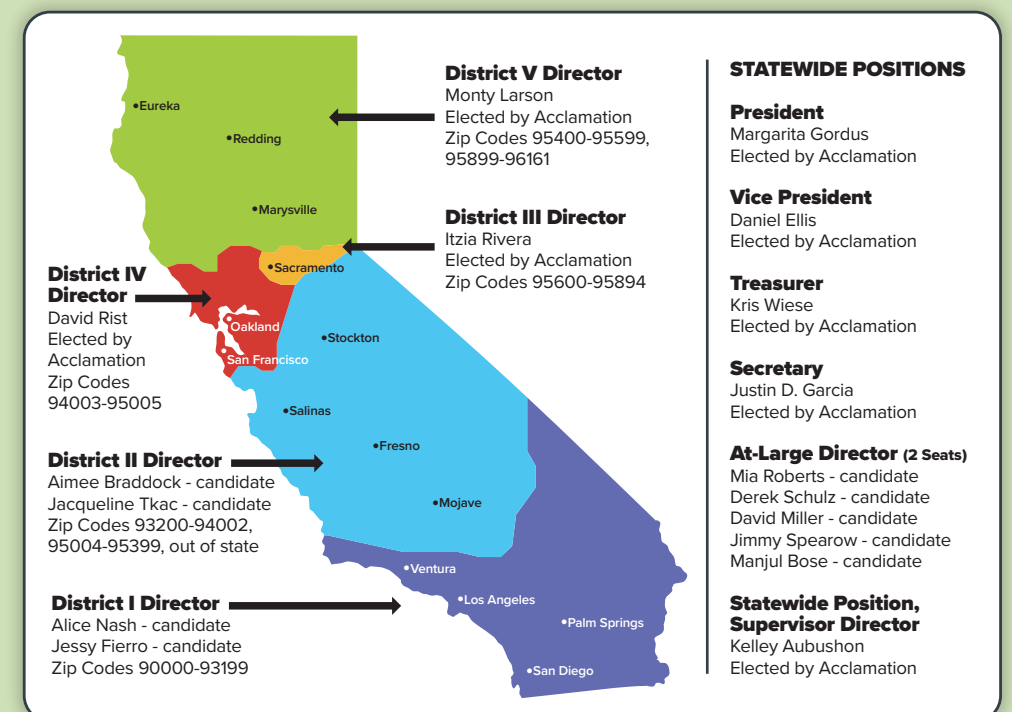 •Eureka
•Redding
•Marysville
•Sacramento
Oakland
San Francisco
•Stockton
•Salinas
•Fresno
•Mojave
•Ventura
•Los Angeles
•Palm Springs
•San Diego
District V Director
Monty Larson
Elected by Acclamation
Zip Codes 95400-95599,
95899-96161
District III Director
Itzia Rivera
Elected by Acclamation
Zip Codes 95600-95894
District IV
Director
David Rist
Elected by
Acclamation
Zip Codes
94003-95005
District II Director
Aimee Braddock - candidate
Jacqueline Tkac - candidate
Zip Codes 93200-94002,
95004-95399, out of state
District I Director
Alice Nash - candidate
Jessy Fierro - candidate
Zip Codes 90000-93199
STATEWIDE POSITIONS
President
Margarita Gordus
Elected by Acclamation
Vice President
Daniel Ellis
Elected by Acclamation
Treasurer
Kris Wiese
Elected by Acclamation
Secretary
Justin D. Garcia
Elected by Acclamation
At-Large Director (2 Seats)
Mia Roberts - candidate
Derek Schulz - candidate
David Miller - candidate
Jimmy Spearow - candidate
Manjul Bose - candidate
Statewide Position,
Supervisor Director
Kelley Aubushon
Elected by Acclamation